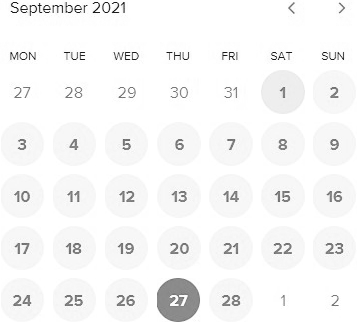 September 2021
MON TUE WED THU FRI SAT SUN
27 28 29 30 31 1 2
3 4 5 6 7 8 9
10 11 12 13 14 15 16
17 18 19 20 21 22 23
24 25 26 27 28 1 2